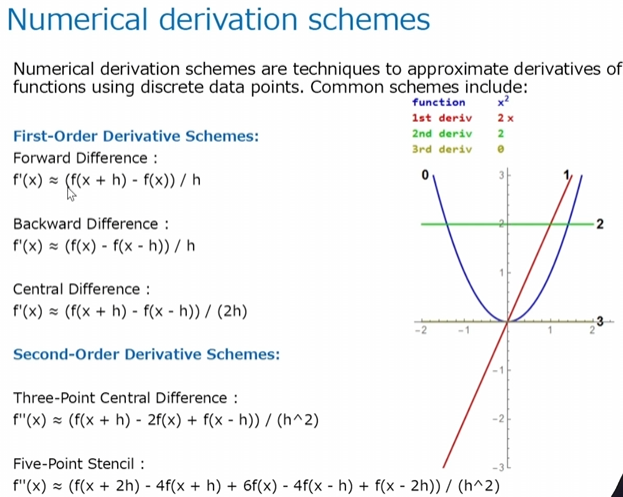 Numerical derivation schemes
Numerical derivation schemes are techniques to approximate derivatives of
functions using discrete data points. Common schemes include:
function x²
1st deriv 2 x
2nd deriv 2
3rd deriv 0
First-Order Derivative Schemes:
Forward Difference :
f'(x) ≈ (f(x + h) - f(x)) / h
Backward Difference :
f'(x) ≈ (f(x) - f(x - h)) / h
Central Difference :
f'(x) ≈ (f(x + h) - f(x - h)) / (2h)
Second-Order Derivative Schemes:
Three-Point Central Difference :
f''(x) ≈ (f(x + h) - 2f(x) + f(x - h)) / (h^2)
Five-Point Stencil :
f''(x) ≈ (f(x + 2h) - 4f(x + h) + 6f(x) - 4f(x - h) + f(x - 2h)) / (h^2)
0 3 1
2 2
1
3
-2 -1 1 2
-1
-2
-3